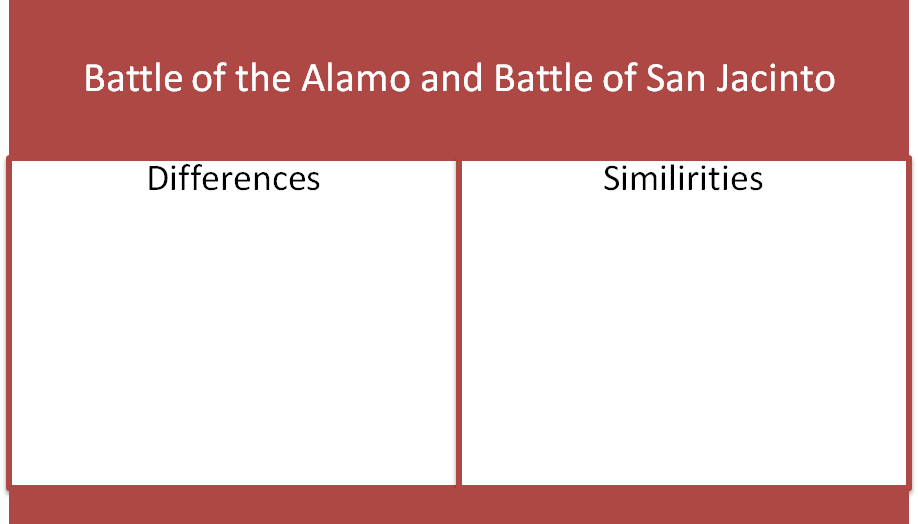 Battle of the Alamo and Battle of San Jacinto
Differences
Similirities